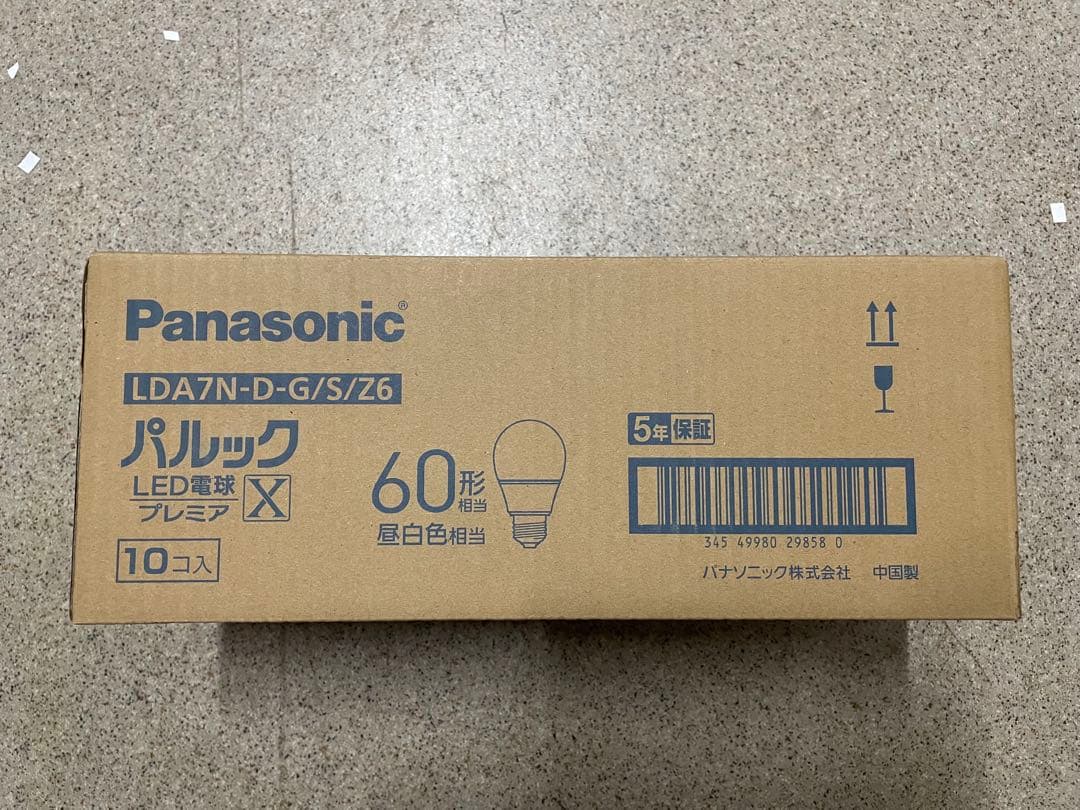 Panasonic®
LDA7N-D-G/S/Z6
パルック
LED電球
プレミア
X
10コ入
60形
相当
昼白色相当
5年保証
345 49980 29858 0
パナソニック株式会社 中国製